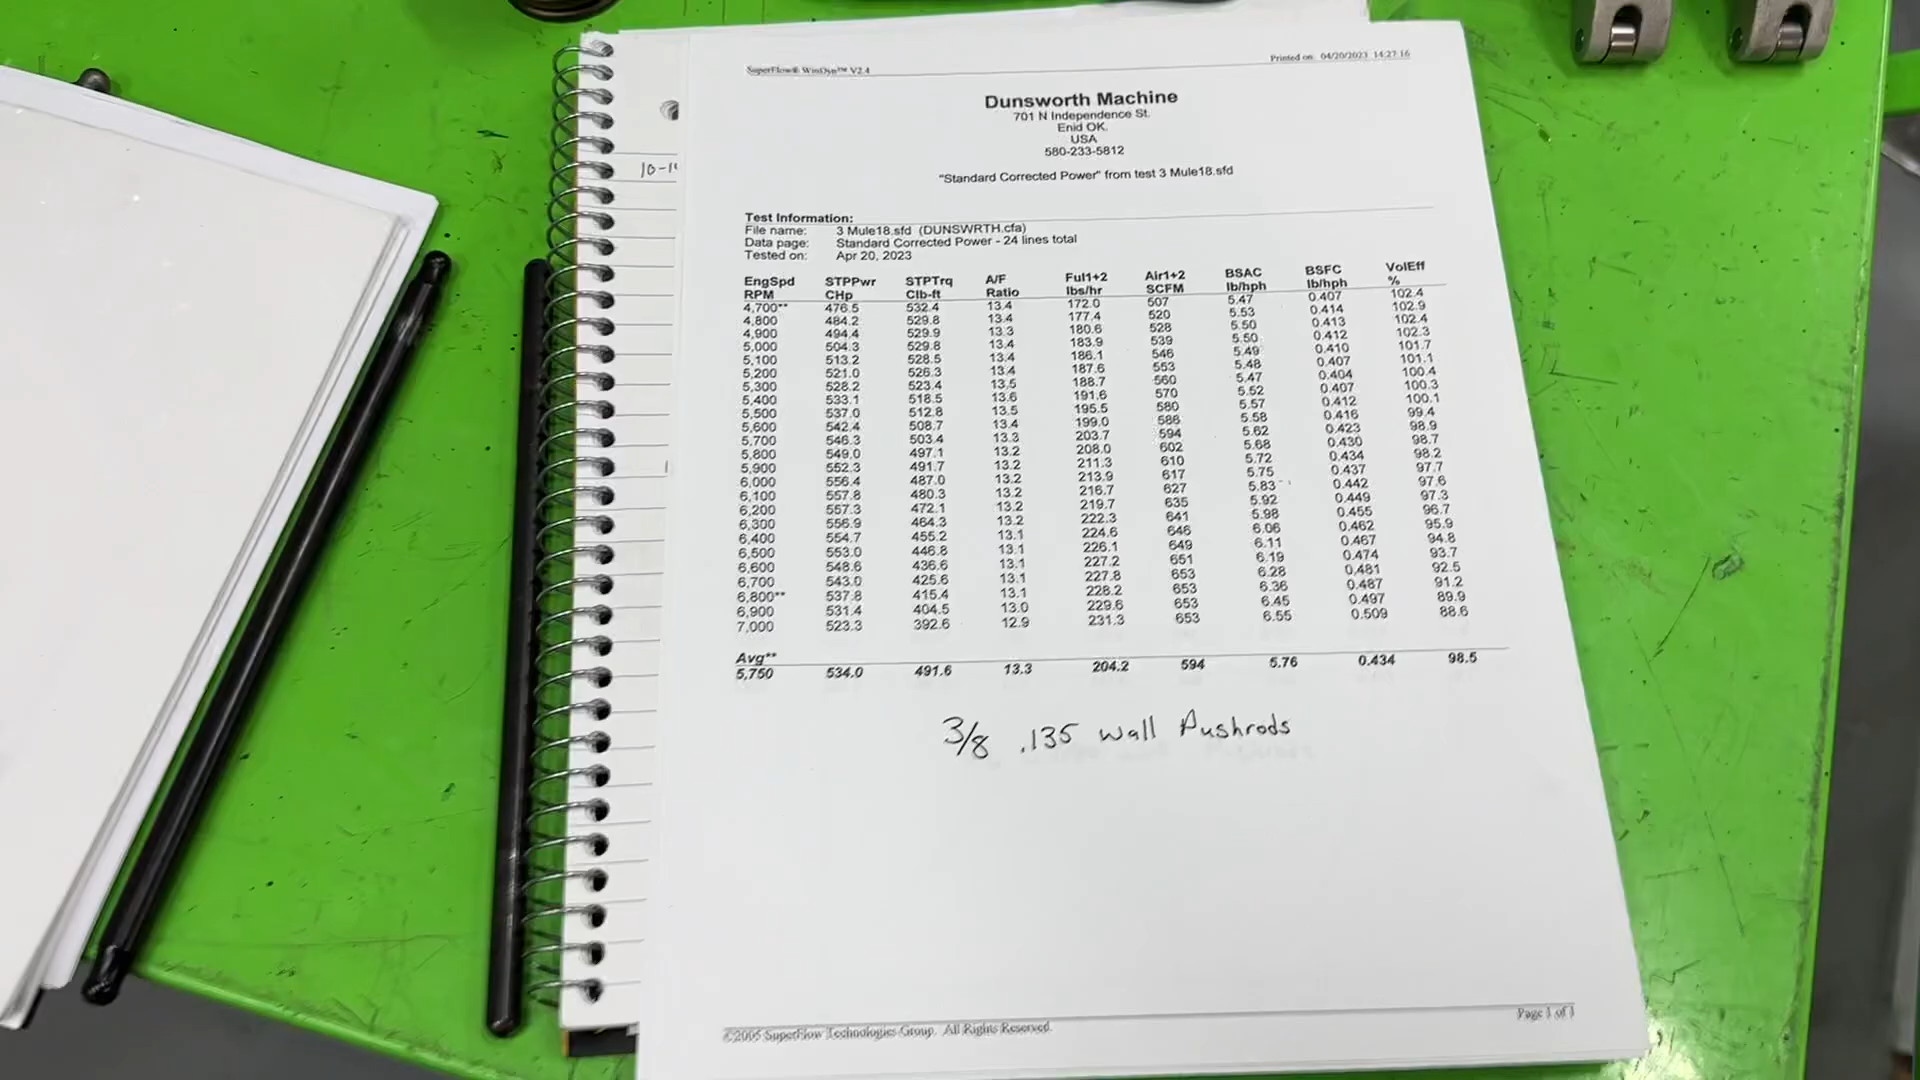 SuperFlow® WinDyn™ V2.4
Printed on: 04/20/2023 14:27:16
Dunsworth Machine
701 N Independence St.
Enid OK.
USA
580-233-5812
"Standard Corrected Power" from test 3 Mule18.sfd
10-1
Test Information:
File name: 3 Mule18.sfd (DUNSWRTH.cfa)
Data page: Standard Corrected Power - 24 lines total
Tested on: Apr 20, 2023
EngSpd STPPwr STPTrq A/F Ful1+2 Air1+2 BSAC BSFC VolEff
RPM CHp Clb-ft Ratio lbs/hr SCFM lb/hph lb/hph %
4,700** 476.5 532.4 13.4 172.0 507 5.47 0.407 102.4
4,800 484.2 529.8 13.4 177.4 520 5.53 0.414 102.9
4,900 494.4 529.9 13.3 180.6 528 5.50 0.413 102.4
5,000 504.3 529.8 13.4 183.9 539 5.50 0.412 102.3
5,100 513.2 528.5 13.4 186.1 546 5.49 0.410 101.7
5,200 521.0 526.3 13.4 187.6 553 5.48 0.407 101.1
5,300 528.2 523.4 13.5 188.7 560 5.47 0.404 100.4
5,400 533.1 518.5 13.6 191.6 570 5.52 0.407 100.3
5,500 537.0 512.8 13.5 195.5 580 5.57 0.412 100.1
5,600 542.4 508.7 13.4 199.0 586 5.58 0.416 99.4
5,700 546.3 503.4 13.3 203.7 594 5.62 0.423 98.9
5,800 549.0 497.1 13.2 208.0 602 5.68 0.430 98.7
5,900 552.3 491.7 13.2 211.3 610 5.72 0.434 98.2
6,000 556.4 487.0 13.2 213.9 617 5.75 0.437 97.7
6,100 557.8 480.3 13.2 216.7 627 5.83 0.442 97.6
6,200 557.3 472.1 13.2 219.7 635 5.92 0.449 97.3
6,300 556.9 464.3 13.2 222.3 641 5.98 0.455 96.7
6,400 554.7 455.2 13.1 224.6 646 6.06 0.462 95.9
6,500 553.0 446.8 13.1 226.1 649 6.11 0.467 94.8
6,600 548.6 436.6 13.1 227.2 651 6.19 0.474 93.7
6,700 543.0 425.6 13.1 227.8 653 6.28 0.481 92.5
6,800** 537.8 415.4 13.1 228.2 653 6.36 0.487 91.2
6,900 531.4 404.5 13.0 229.6 653 6.45 0.497 89.9
7,000 523.3 392.6 12.9 231.3 653 6.55 0.509 88.6
Avg**
5,750 534.0 491.6 13.3 204.2 594 5.76 0.434 98.5
3/8 .135 wall Pushrods
©2005 SuperFlow Technologies Group. All Rights Reserved.
Page 1 of 1